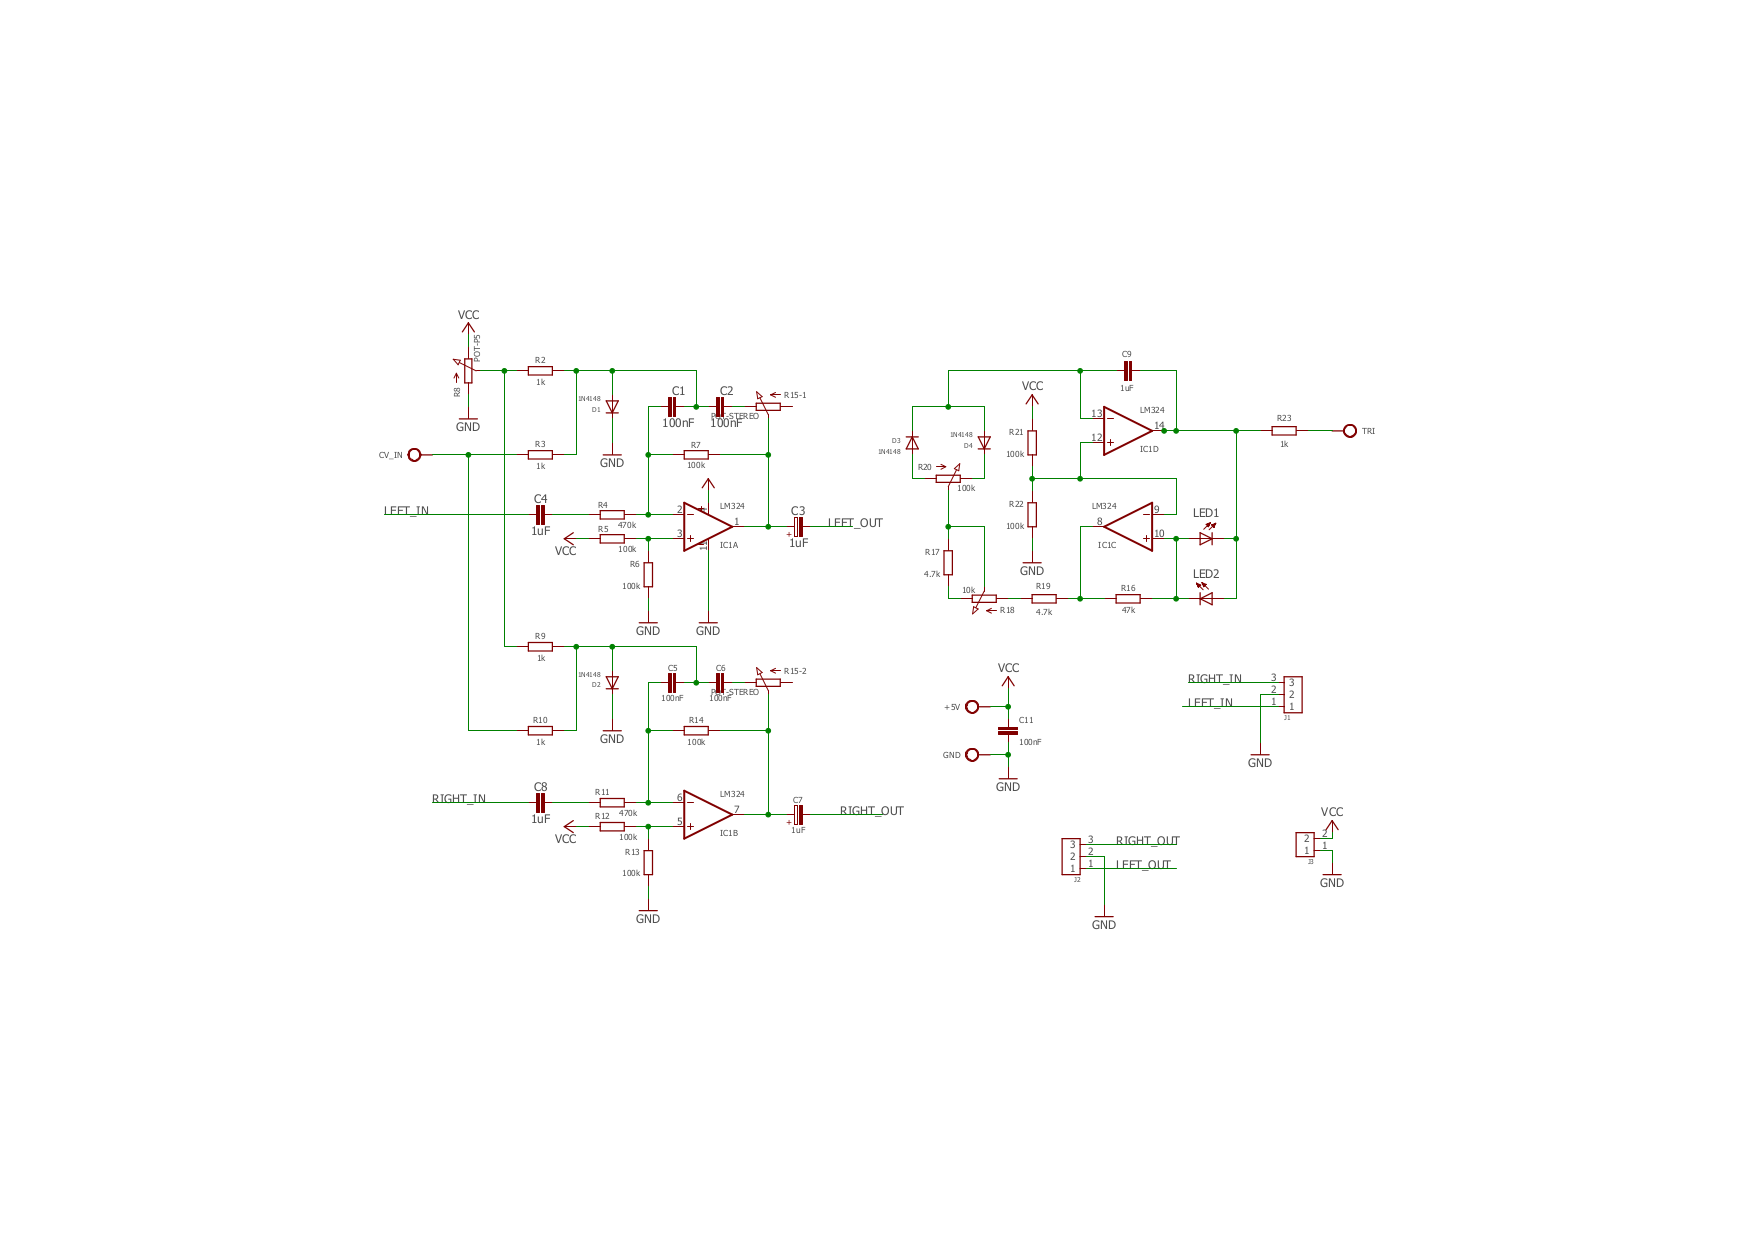 VCC
POT-P5
R8
GND
R2
1k
R3
1k
CV_IN
1N4148
D1
GND
C1
100nF
C2
100nF
POT-STEREO
R15-1
R7
100k
LEFT_IN
C4
1uF
R4
470k
R5
100k
VCC
R6
100k
GND
2
3
4
11
1
LM324
IC1A
GND
C3
+
1uF
LEFT_OUT
R9
1k
R10
1k
1N4148
D2
GND
C5
100nF
C6
100nF
POT-STEREO
R15-2
R14
100k
RIGHT_IN
C8
1uF
R11
470k
R12
100k
VCC
R13
100k
GND
6
5
7
LM324
IC1B
C7
+
1uF
RIGHT_OUT
C9
1uF
VCC
R21
100k
R22
100k
GND
13
12
14
LM324
IC1D
R23
1k
TRI
D3
1N4148
1N4148
D4
R20
100k
LM324
8
9
10
IC1C
LED1
LED2
R17
4.7k
10k
R18
R19
4.7k
R16
47k
VCC
+5V
C11
100nF
GND
GND
RIGHT_IN
LEFT_IN
3 3
2 2
1 1
J1
GND
3 3
2 2
1 1
J2
RIGHT_OUT
LEFT_OUT
GND
VCC
2 2
1 1
J3
GND